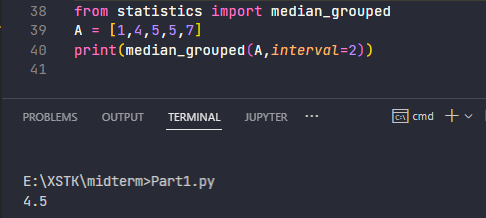 38 from statistics import median_grouped
39 A = [1,4,5,5,7]
40 print(median_grouped(A,interval=2))
41
PROBLEMS OUTPUT TERMINAL JUPYTER ··· cmd
E:\XSTK\midterm>Part1.py
4.5